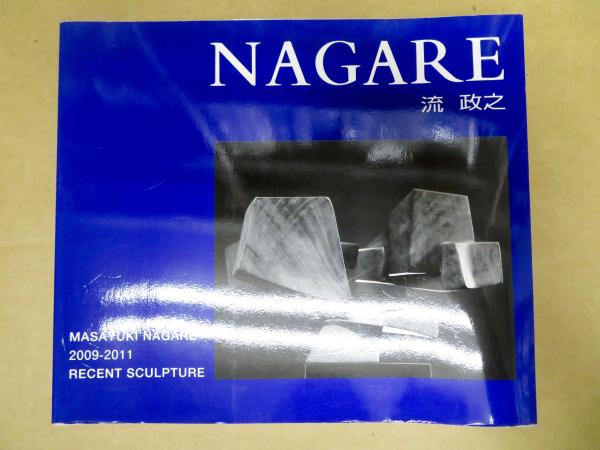 NAGARE
流 政之
MASAYUKI NAGARE
2009-2011
RECENT SCULPTURE